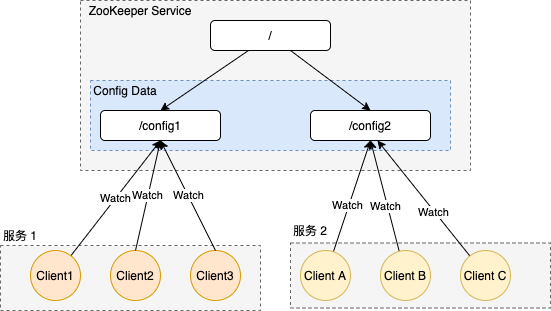 ZooKeeper Service
/
Config Data
/config1
/config2
Watch
Watch
Watch
Watch
Watch
Watch
服务 1
服务 2
Client1
Client2
Client3
Client A
Client B
Client C